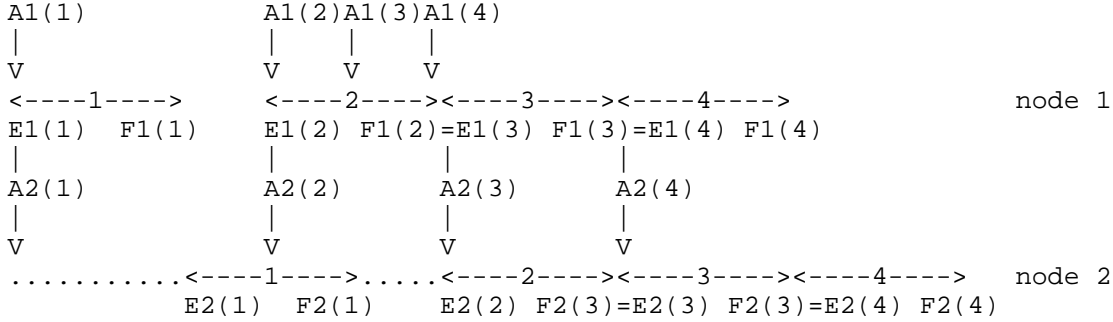 A1(1)              A1(2)A1(3)A1(4)
|                  |    |    |
V                  V    V    V
<----1---->     <----2----><----3----><----4---->              node 1
E1(1)  F1(1)    E1(2) F1(2)=E1(3) F1(3)=E1(4) F1(4)
|               |          |          |
A2(1)           A2(2)      A2(3)      A2(4)
|               |          |          |
V               V          V          V
...........<----1---->.....<----2----><----3----><----4---->   node 2
           E2(1)  F2(1)    E2(2) F2(3)=E2(3) F2(3)=E2(4) F2(4)